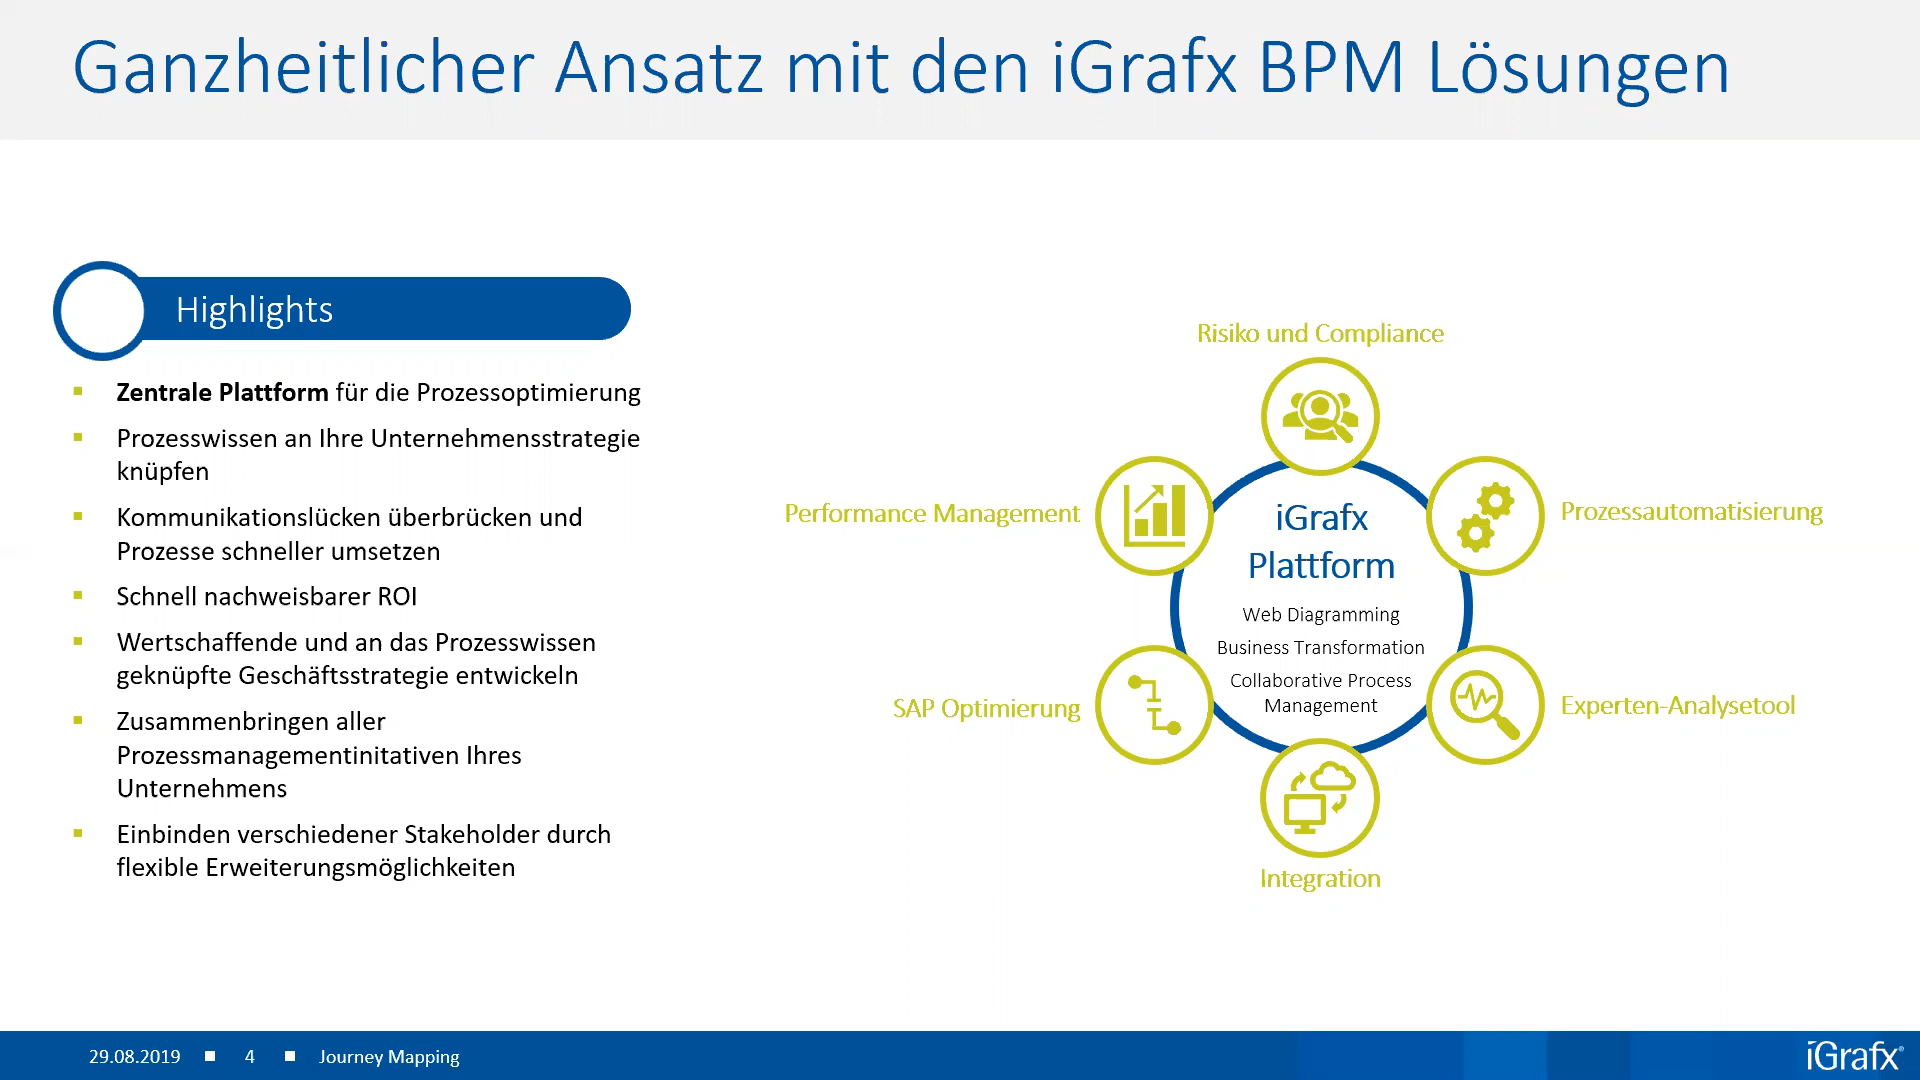 Ganzheitlicher Ansatz mit den iGrafx BPM Lösungen
Highlights
Zentrale Plattform für die Prozessoptimierung
Prozesswissen an Ihre Unternehmensstrategie
knüpfen
Kommunikationslücken überbrücken und
Prozesse schneller umsetzen
Schnell nachweisbarer ROI
Wertschaffende und an das Prozesswissen
geknüpfte Geschäftsstrategie entwickeln
Zusammenbringen aller
Prozessmanagementinitativen Ihres
Unternehmens
Einbinden verschiedener Stakeholder durch
flexible Erweiterungsmöglichkeiten
Risiko und Compliance
Performance Management
Prozessautomatisierung
iGrafx
Plattform
Web Diagramming
Business Transformation
Collaborative Process
Management
SAP Optimierung
Experten-Analysetool
Integration
29.08.2019 4 Journey Mapping
iGrafx®